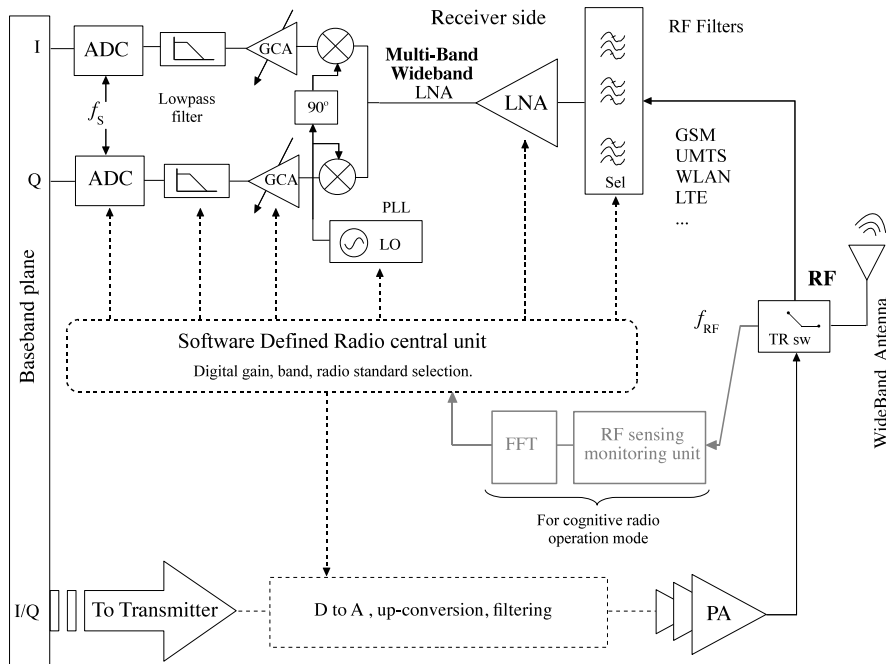 Receiver side
RF Filters
I
ADC
GCA
Multi-Band
Wideband
LNA
LNA
Lowpass
filter
90°
fS
GSM
UMTS
WLAN
LTE
...
Q
ADC
GCA
Sel
PLL
LO
RF
fRF
TR sw
WideBand Antenna
Baseband plane
Software Defined Radio central unit
Digital gain, band, radio standard selection.
FFT
RF sensing
monitoring unit
For cognitive radio
operation mode
I/Q
To Transmitter
D to A , up-conversion, filtering
PA